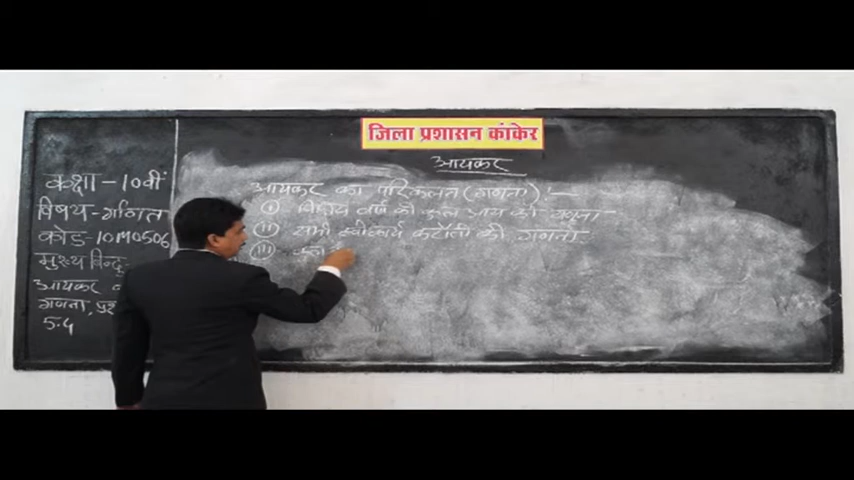 जिला प्रशासन कांकेर
आयकर
कक्षा - 10वीं
विषय - गणित
कोड - 10M0506
मुख्य बिन्दु
आयकर
गणना,
5.4
आयकर का परिकलन (गणना) :-
(i) वित्तीय वर्ष की कुल आय की गणना
(ii) सभी स्वीकार्य कटौती की गणना
(iii)